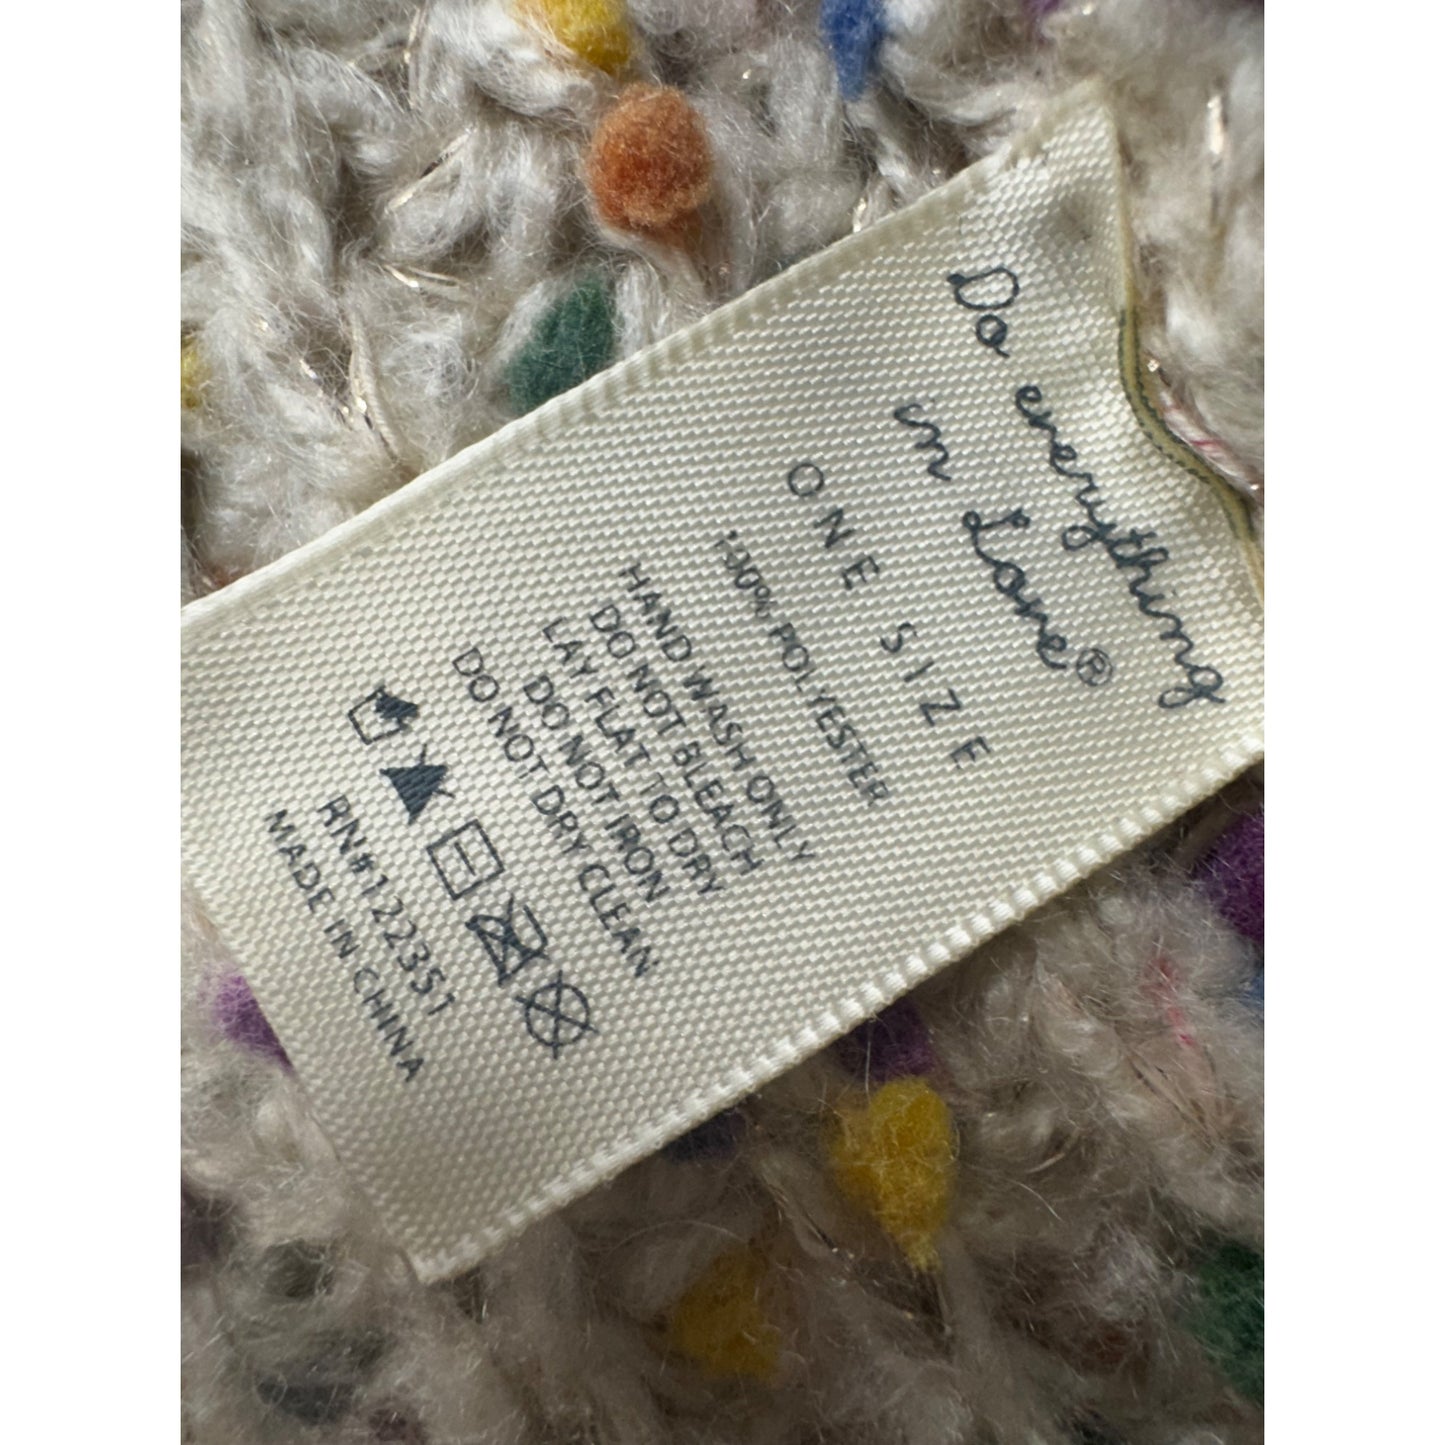 Do everything
in Love®
ONE SIZE
100% POLYESTER
HAND WASH ONLY
DO NOT BLEACH
LAY FLAT TO DRY
DO NOT IRON
DO NOT DRY CLEAN
RN#122351
MADE IN CHINA